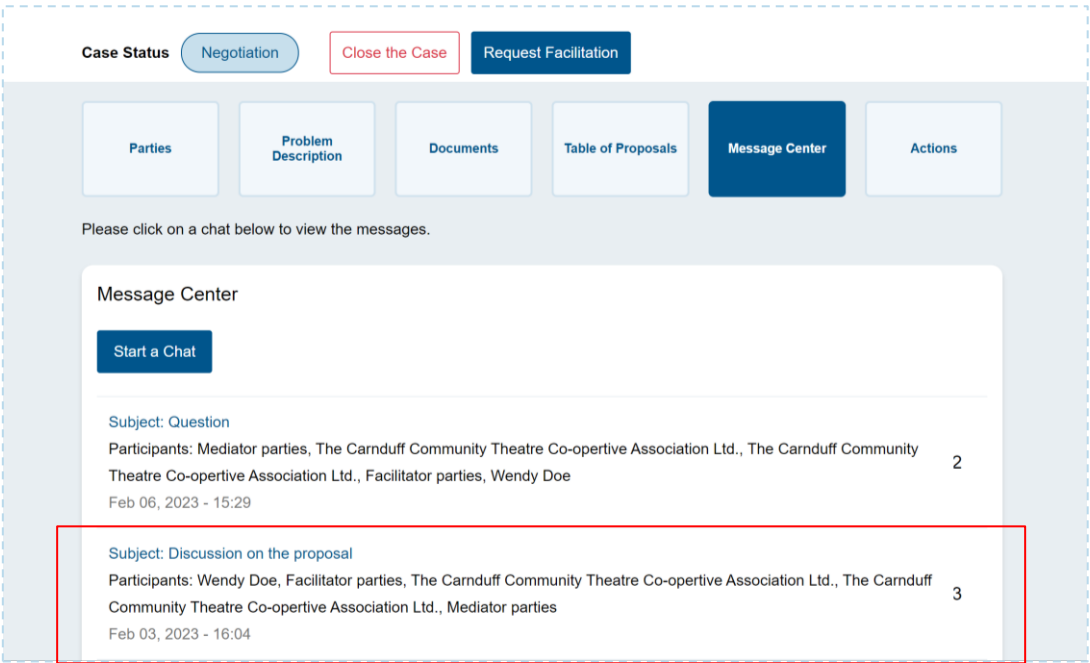 Case Status Negotiation Close the Case Request Facilitation
Parties
Problem
Description
Documents
Table of Proposals
Message Center
Actions
Please click on a chat below to view the messages.
Message Center
Start a Chat
Subject: Question
Participants: Mediator parties, The Carnduff Community Theatre Co-opertive Association Ltd., The Carnduff Community
Theatre Co-opertive Association Ltd., Facilitator parties, Wendy Doe
2
Feb 06, 2023 - 15:29
Subject: Discussion on the proposal
Participants: Wendy Doe, Facilitator parties, The Carnduff Community Theatre Co-opertive Association Ltd., The Carnduff
Community Theatre Co-opertive Association Ltd., Mediator parties
3
Feb 03, 2023 - 16:04